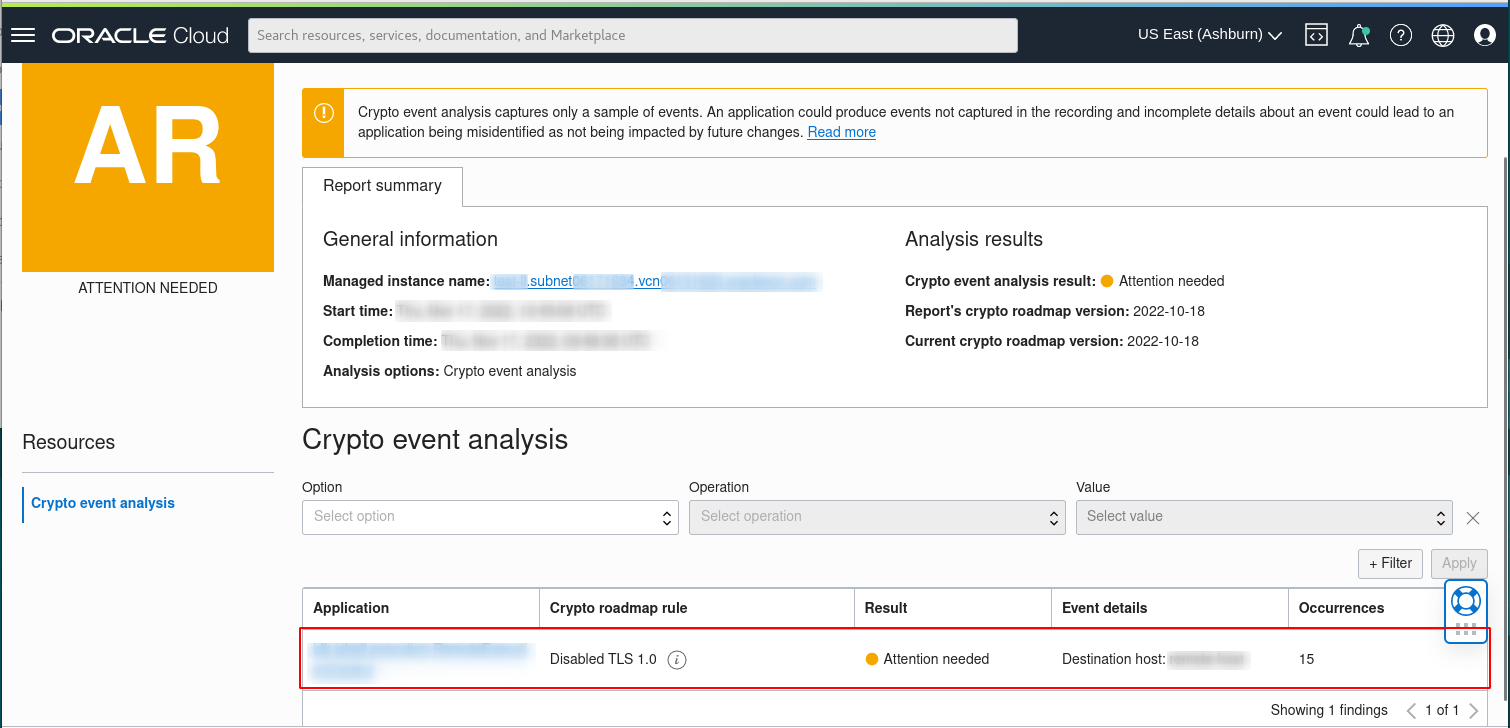 ORACLE Cloud
Search resources, services, documentation, and Marketplace
US East (Ashburn)
AR
ATTENTION NEEDED
Crypto event analysis captures only a sample of events. An application could produce events not captured in the recording and incomplete details about an event could lead to an
application being misidentified as not being impacted by future changes. Read more
Report summary
General information
Managed instance name: .subnet .vcn
Start time:
Completion time:
Analysis options: Crypto event analysis
Analysis results
Crypto event analysis result: Attention needed
Report's crypto roadmap version: 2022-10-18
Current crypto roadmap version: 2022-10-18
Resources
Crypto event analysis
Crypto event analysis
Option
Operation
Value
Select option
Select operation
Select value
+ Filter
Apply
Application
Crypto roadmap rule
Result
Event details
Occurrences
Disabled TLS 1.0
Attention needed
Destination host:
15
Showing 1 findings
1 of 1